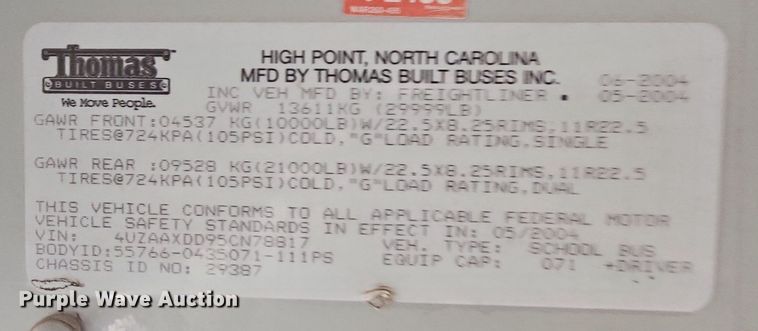 Thomas
BUILT BUSES
We Move People.
HIGH POINT, NORTH CAROLINA
MFD BY THOMAS BUILT BUSES INC. 06-2004
INC VEH MFD BY: FREIGHTLINER • 05-2004
GVWR 13611KG (29999LB)
GAWR FRONT:04537 KG(10000LB)W/22.5X8.25RIMS,11R22.5
TIRES@724KPA(105PSI)COLD,"G"LOAD RATING,SINGLE
GAWR REAR :09528 KG(21000LB)W/22.5X8.25RIMS,11R22.5
TIRES@724KPA(105PSI)COLD,"G"LOAD RATING,DUAL
THIS VEHICLE CONFORMS TO ALL APPLICABLE FEDERAL MOTOR
VEHICLE SAFETY STANDARDS IN EFFECT IN: 05/2004
VIN: 4UZAAXDD95CN78817 VEH. TYPE: SCHOOL BUS
BODYID:55766-0435071-111PS EQUIP CAP: 071 +DRIVER
CHASSIS ID NO: 29387
Purple Wave Auction